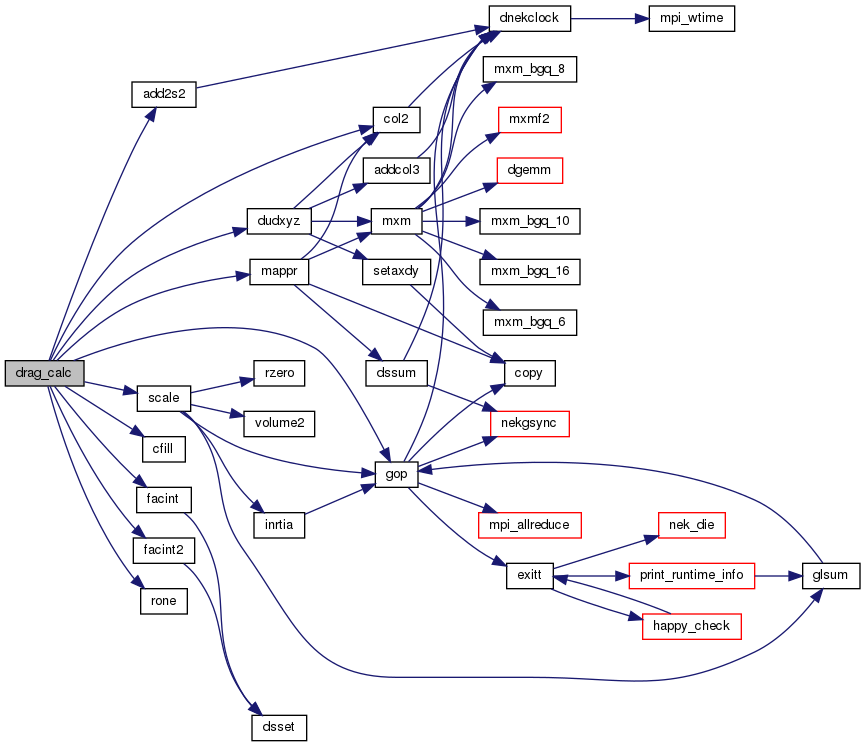 dnekclock
mpi_wtime
mxm_bgq_8
add2s2
col2
mxmf2
addcol3
dgemm
dudxyz
mxm
mxm_bgq_10
mappr
setaxdy
mxm_bgq_16
mxm_bgq_6
drag_calc
rzero
dssum
copy
scale
volume2
nekgsync
cfill
gop
facint
inrtia
mpi_allreduce
nek_die
facint2
exitt
print_runtime_info
glsum
rone
happy_check
dsset